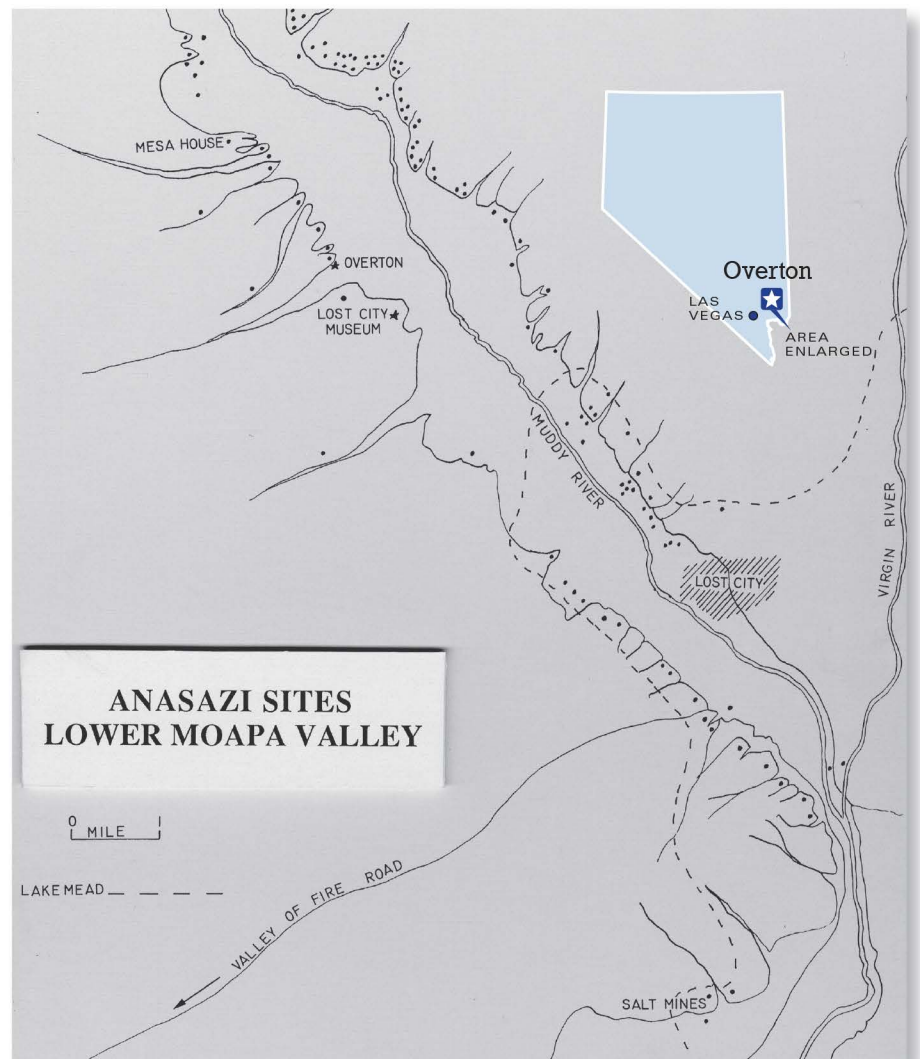 MESA HOUSE
OVERTON
LOST CITY
MUSEUM
Overton
LAS
VEGAS
AREA
ENLARGED
MUDDY RIVER
VIRGIN RIVER
LOST CITY
ANASAZI SITES
LOWER MOAPA VALLEY
0 1
MILE
LAKE MEAD
VALLEY OF FIRE ROAD
SALT MINES